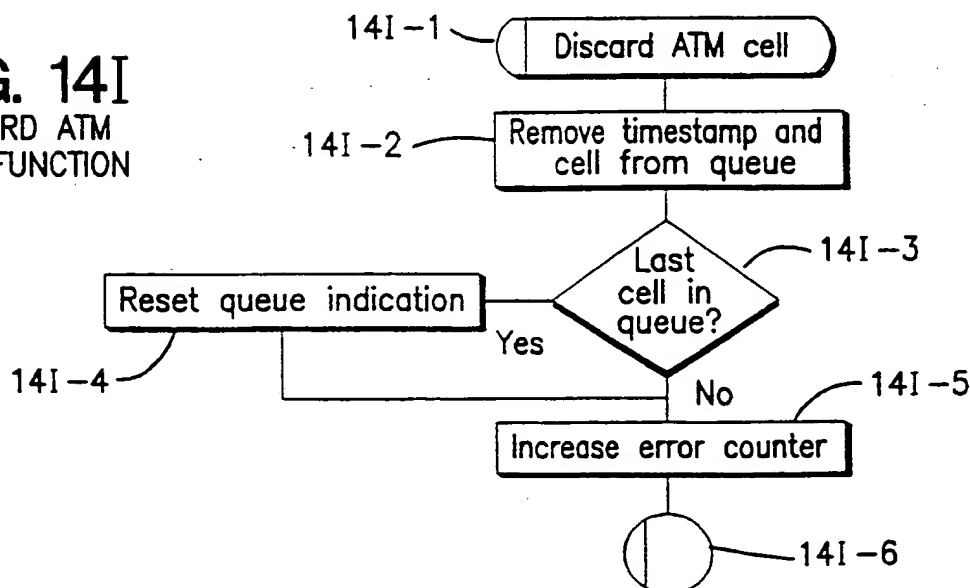 G. 14I
RD ATM
FUNCTION
14I-1
Discard ATM cell
14I-2
Remove timestamp and
cell from queue
14I-3
Last
cell in
queue?
Reset queue indication
Yes
14I-4
No
14I-5
Increase error counter
14I-6